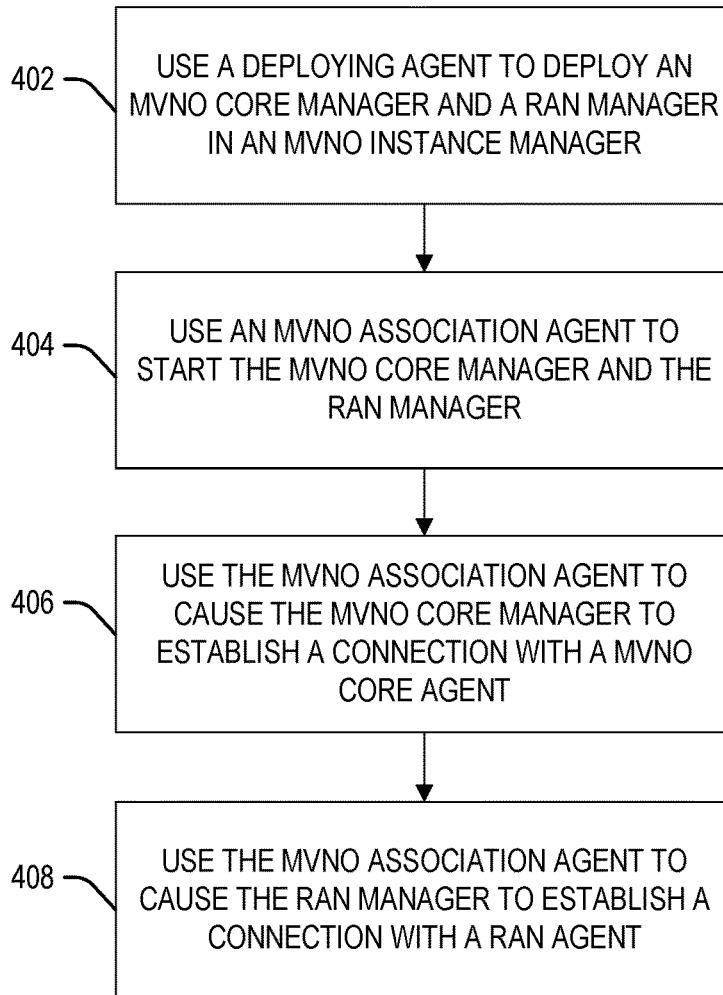 402
USE A DEPLOYING AGENT TO DEPLOY AN
MVNO CORE MANAGER AND A RAN MANAGER
IN AN MVNO INSTANCE MANAGER
404
USE AN MVNO ASSOCIATION AGENT TO
START THE MVNO CORE MANAGER AND THE
RAN MANAGER
406
USE THE MVNO ASSOCIATION AGENT TO
CAUSE THE MVNO CORE MANAGER TO
ESTABLISH A CONNECTION WITH A MVNO
CORE AGENT
408
USE THE MVNO ASSOCIATION AGENT TO
CAUSE THE RAN MANAGER TO ESTABLISH A
CONNECTION WITH A RAN AGENT